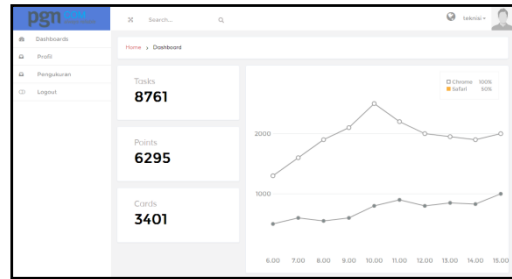 pgn
Search...
Dashboards
Profil
Pengukuran
Logout
Home > Dashboard
Tasks
8761
Points
6295
Cards
3401
Chrome 100%
Safari 50%
2000
1000
6.00 7.00 8.00 9.00 10.00 11.00 12.00 13.00 14.00 15.00